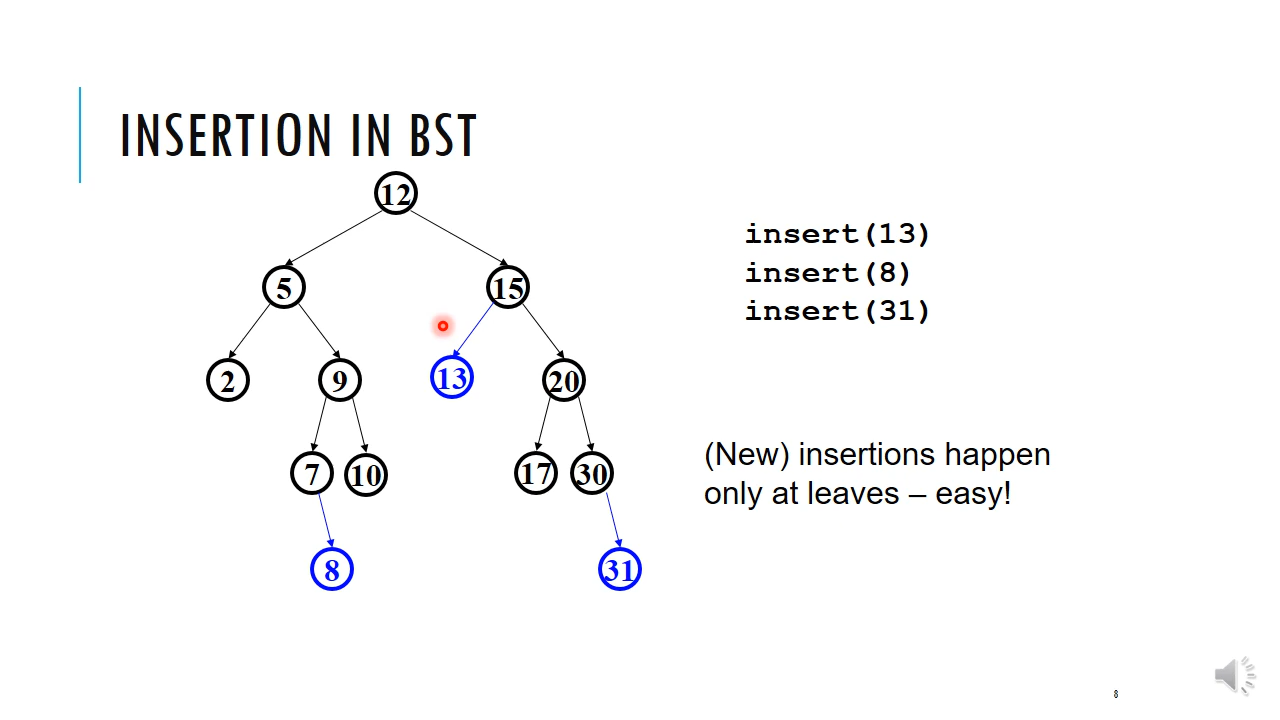 INSERTION IN BST
12
5
15
2
9
13
20
7
10
17
30
8
31
insert(13)
insert(8)
insert(31)
(New) insertions happen
only at leaves – easy!
8